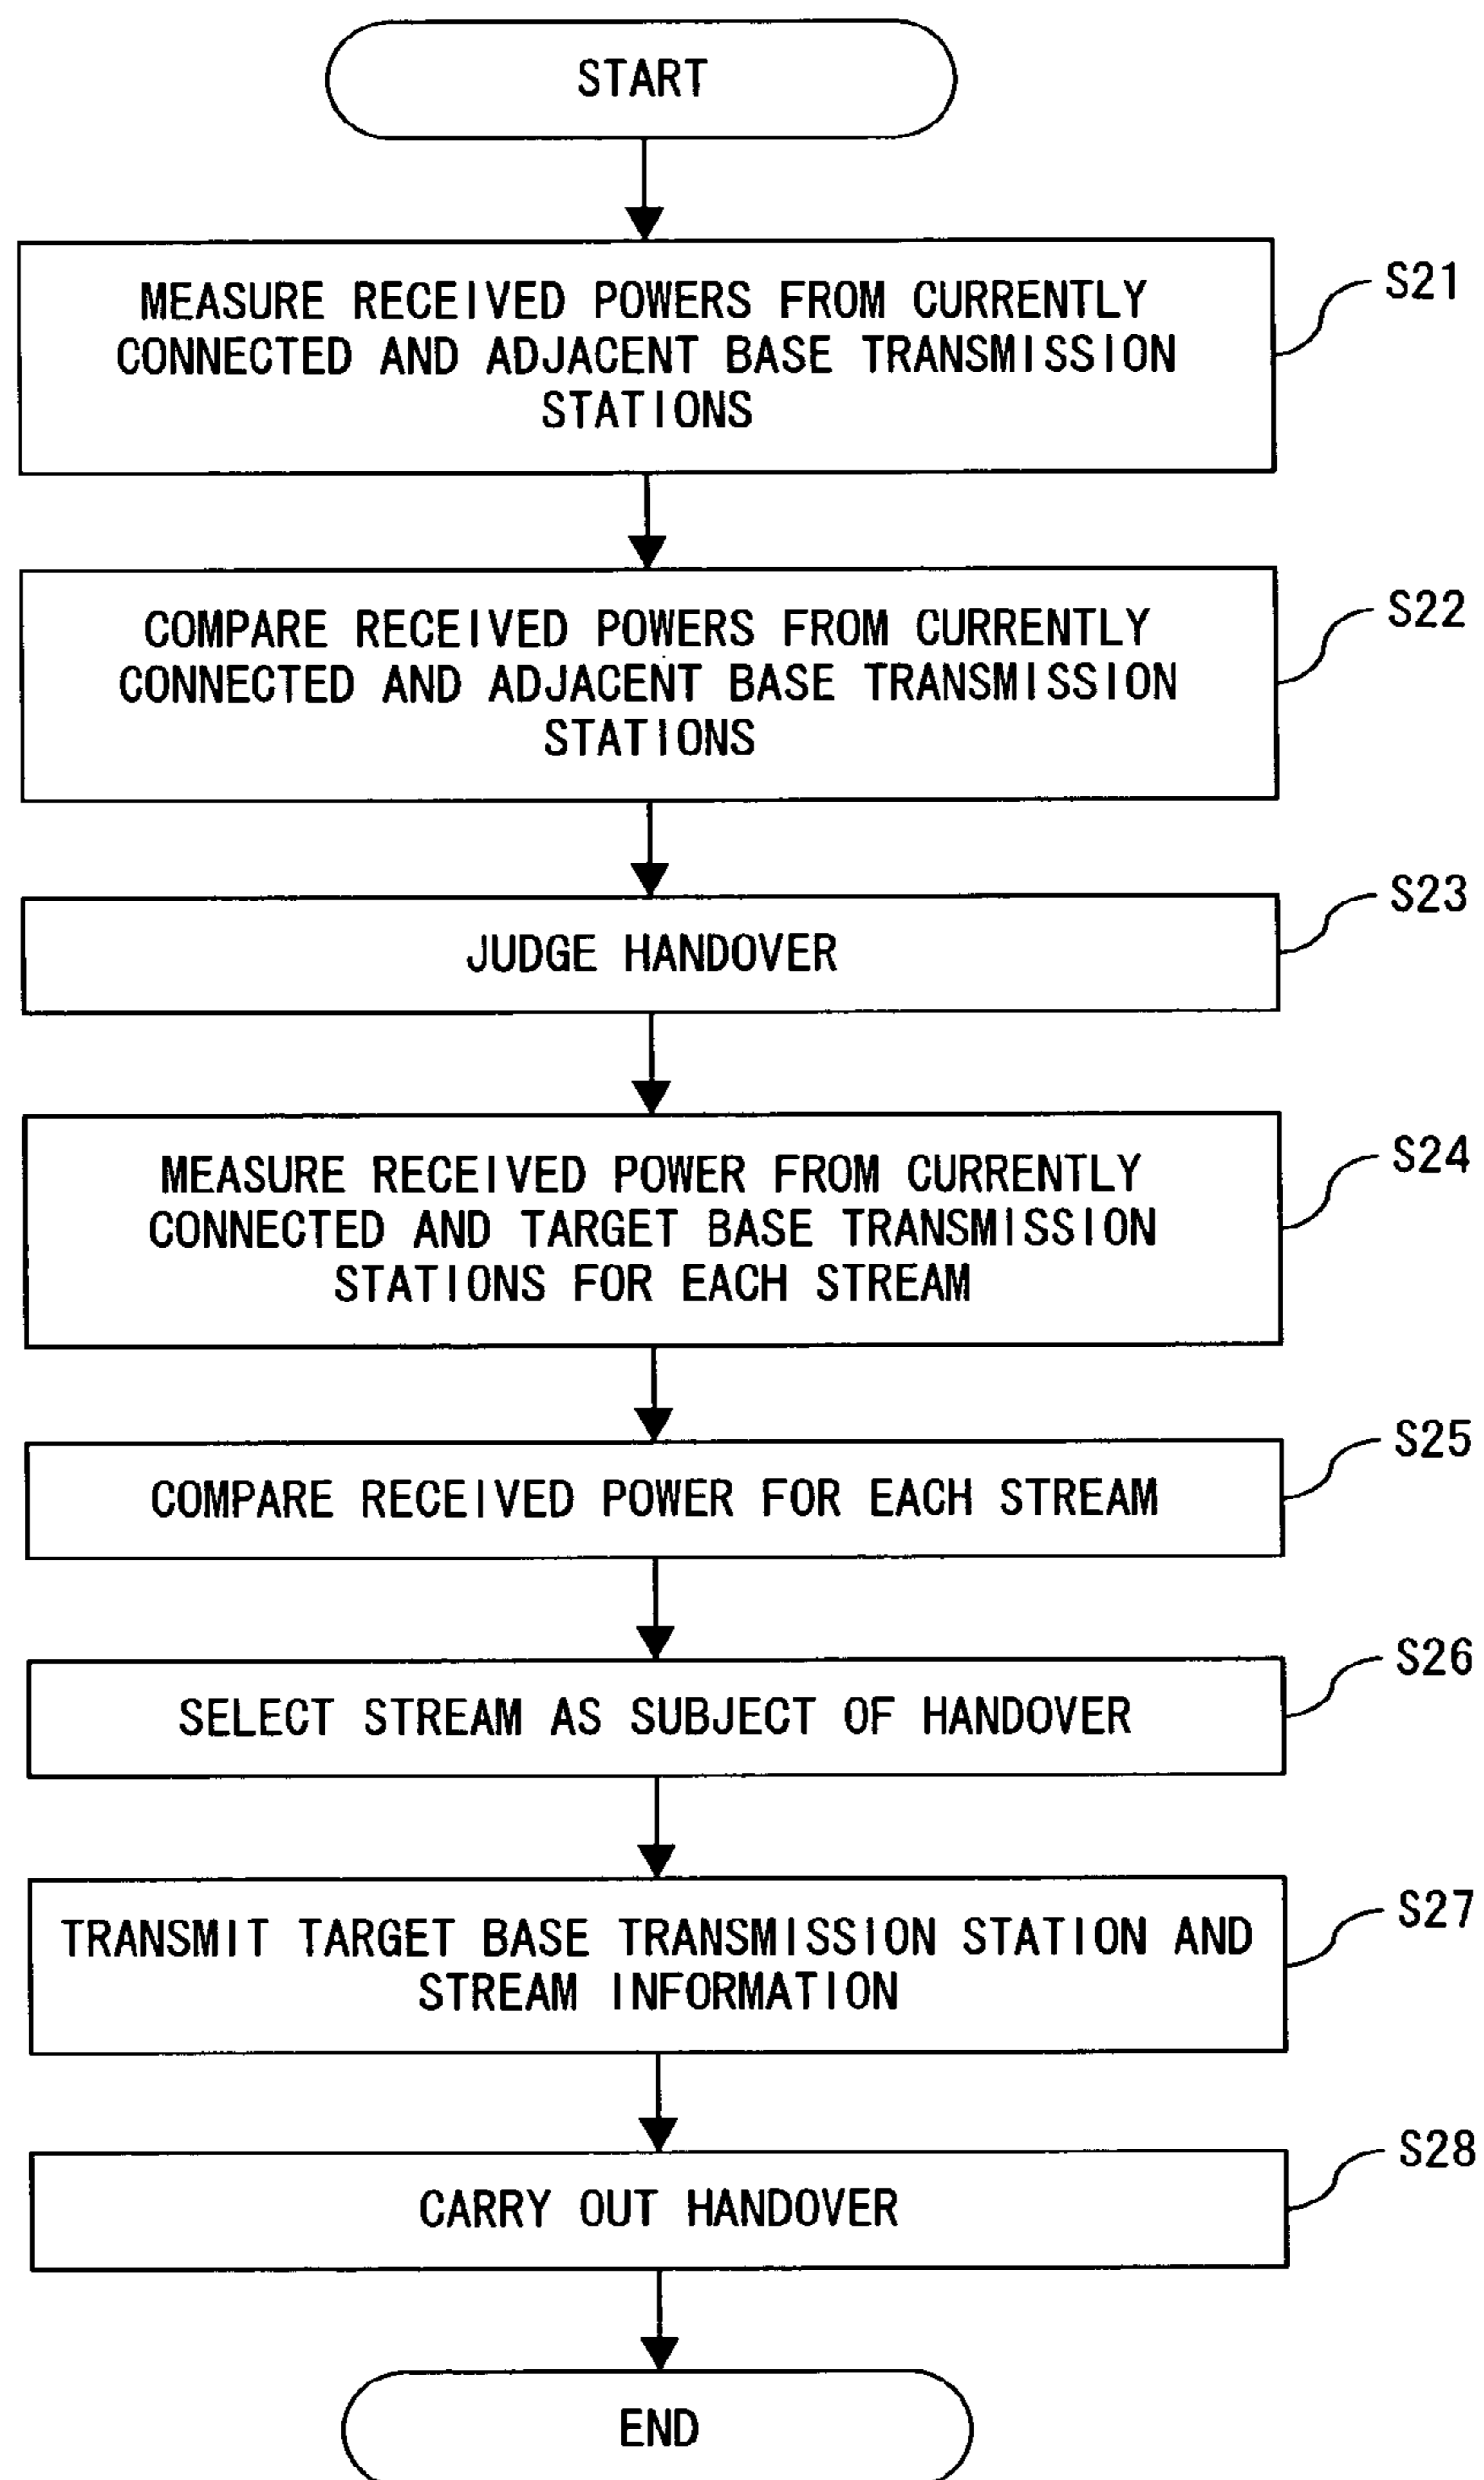 START
MEASURE RECEIVED POWERS FROM CURRENTLY
CONNECTED AND ADJACENT BASE TRANSMISSION
STATIONS
S21
COMPARE RECEIVED POWERS FROM CURRENTLY
CONNECTED AND ADJACENT BASE TRANSMISSION
STATIONS
S22
JUDGE HANDOVER
S23
MEASURE RECEIVED POWER FROM CURRENTLY
CONNECTED AND TARGET BASE TRANSMISSION
STATIONS FOR EACH STREAM
S24
COMPARE RECEIVED POWER FOR EACH STREAM
S25
SELECT STREAM AS SUBJECT OF HANDOVER
S26
TRANSMIT TARGET BASE TRANSMISSION STATION AND
STREAM INFORMATION
S27
CARRY OUT HANDOVER
S28
END